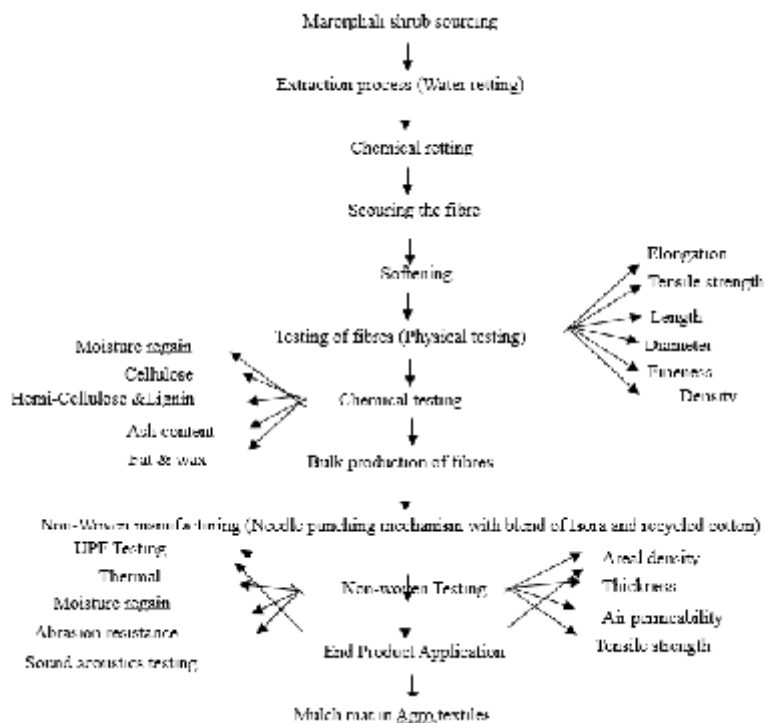 Marorphali shrub sourcing
Extraction process (Water retting)
Chemical retting
Scouring the fibre
Softening
Elongation
Tensile strength
Length
Testing of fibres (Physical testing)
Diameter
Fineness
Density
Moisture regain
Cellulose
Hemi-Cellulose &Lignin
Chemical testing
Ash content
Fat & wax
Bulk production of fibres
Non-Woven manufacturing (Needle punching mechanism with blend of Isora and recycled cotton)
UPF Testing
Areal density
Thermal
Non-woven Testing
Thickness
Moisture regain
Air permeability
Abrasion resistance
Tensile strength
End Product Application
Sound acoustics testing
Mulch mat in Agro textiles